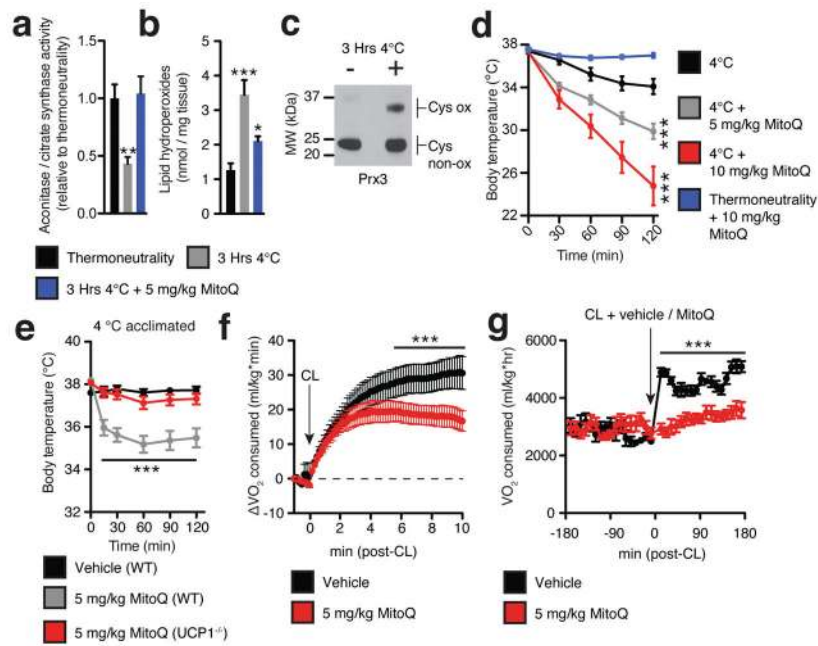 a
Aconitase / citrate synthase activity
(relative to thermoneutrality)
1.5
1.0
0.5
0.0
**
b
Lipid hydroperoxides
(nmol / mg tissue)
5
4
3
2
1
0
***
*
Thermoneutrality
3 Hrs 4°C
3 Hrs 4°C + 5 mg/kg MitoQ
c
3 Hrs 4°C
- +
MW (kDa)
37
25
20
Cys ox
Cys
non-ox
Prx3
d
Body temperature (°C)
38
34
30
26
22
0 30 60 90 120
Time (min)
***
***
4°C
4°C +
5 mg/kg MitoQ
4°C +
10 mg/kg MitoQ
Thermoneutrality
+ 10 mg/kg
MitoQ
e
4 °C acclimated
Body temperature (°C)
40
38
36
34
32
***
0 30 60 90 120
Time (min)
Vehicle (WT)
5 mg/kg MitoQ (WT)
5 mg/kg MitoQ (UCP1-/-)
f
ΔVO2 consumed (ml/kg*min)
50
40
30
20
10
0
-10
CL
***
0 2 4 6 8 10
min (post-CL)
Vehicle
5 mg/kg MitoQ
g
CL + vehicle / MitoQ
VO2 consumed (ml/kg*hr)
6000
4000
2000
0
***
-180 -90 0 90 180
min (post-CL)
Vehicle
5 mg/kg MitoQ